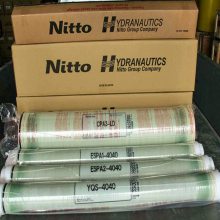 Nitto HYDRANAUTICS
Nitto Group Company
Nitto HYDRANAUTICS
Nitto Group Company
CPA3-LD
ESPA1-4040
ESPA2-4040
YQS-4040